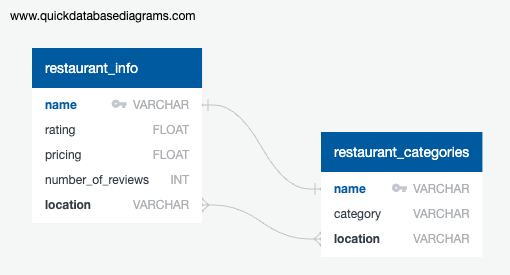 www.quickdatabasediagrams.com
restaurant_info
name VARCHAR
rating FLOAT
pricing FLOAT
number_of_reviews INT
location VARCHAR
restaurant_categories
name VARCHAR
category VARCHAR
location VARCHAR